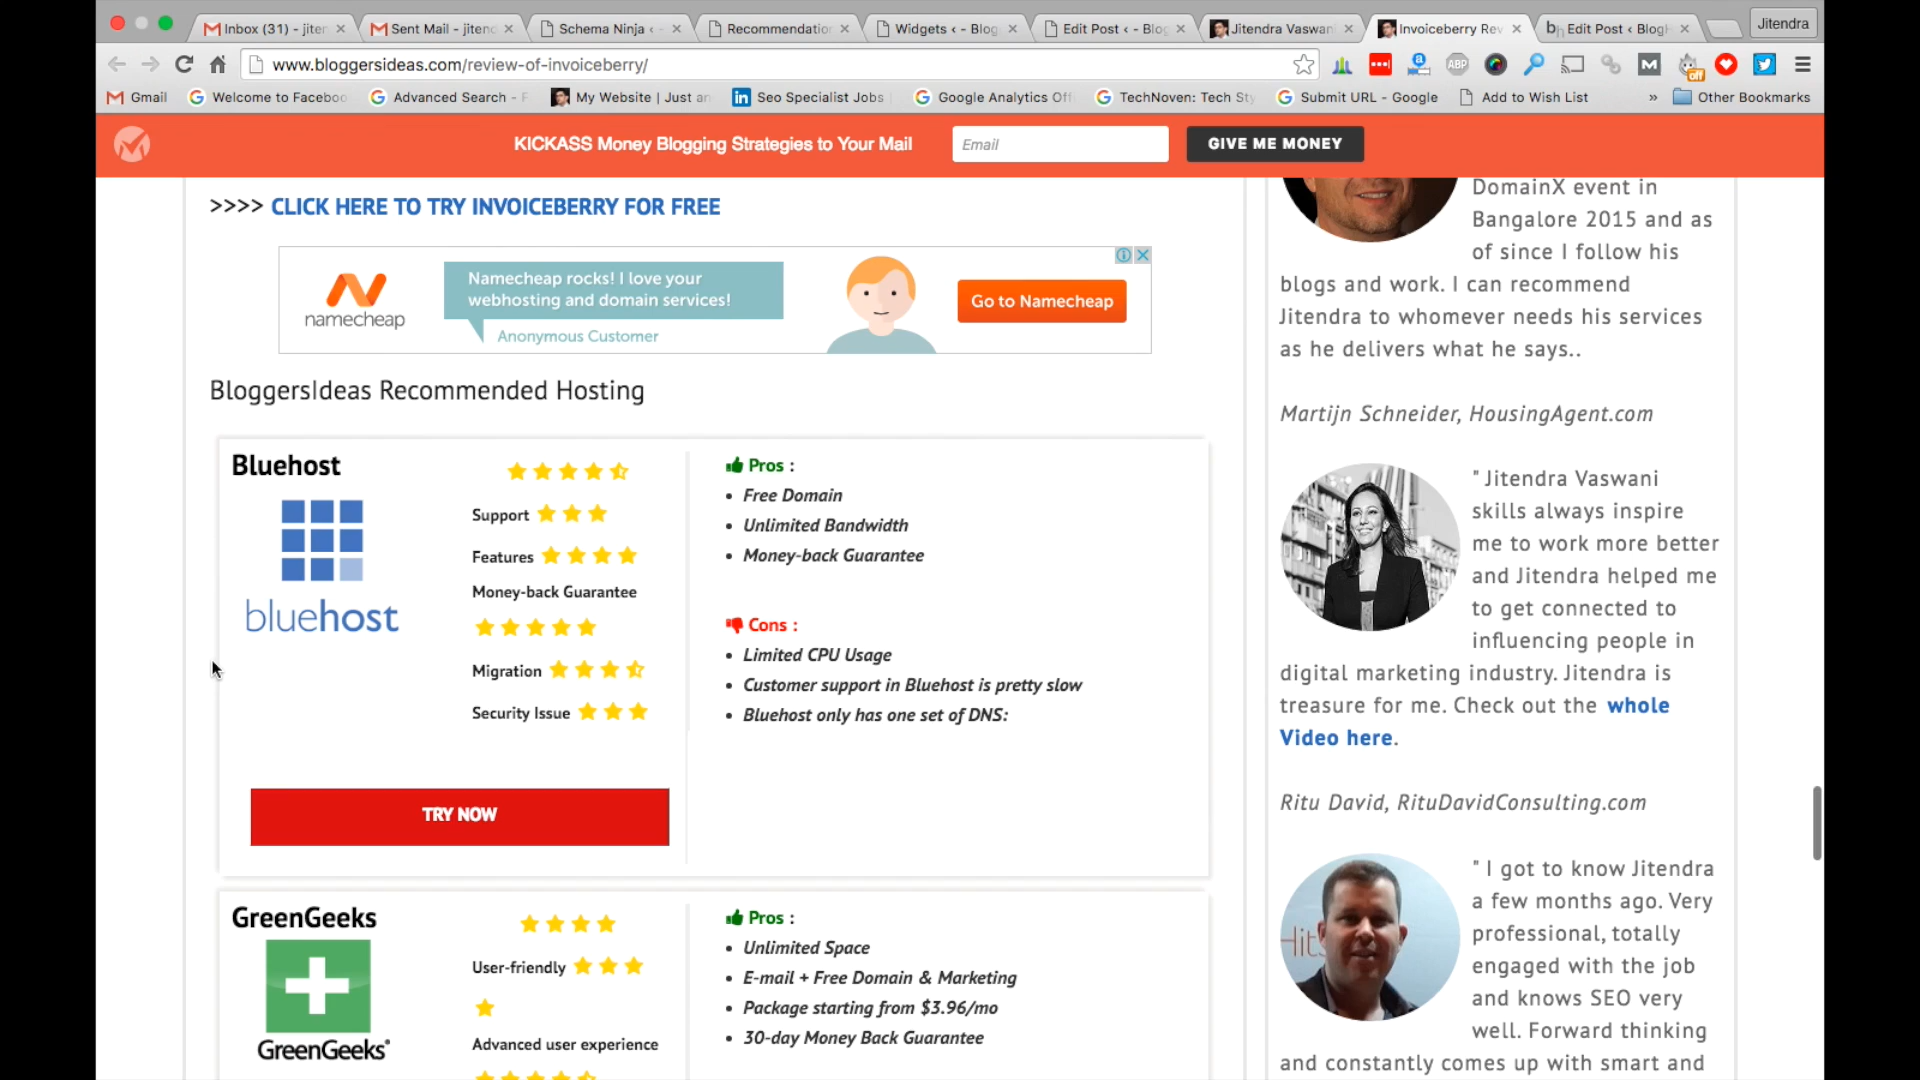 Inbox (31) - jiten
Sent Mail - jitend
Schema Ninja ‹ -
Recommendation
Widgets ‹ - Blog
Edit Post ‹ - Blog
Jitendra Vaswani
Invoiceberry Rev
Edit Post ‹ BlogH
Jitendra
www.bloggersideas.com/review-of-invoiceberry/
Gmail
Welcome to Faceboo
Advanced Search - F
My Website | Just an
Seo Specialist Jobs
Google Analytics Off
TechNoven: Tech Sty
Submit URL - Google
Add to Wish List
» Other Bookmarks
KICKASS Money Blogging Strategies to Your Mail
Email
GIVE ME MONEY
>>>> CLICK HERE TO TRY INVOICEBERRY FOR FREE
namecheap
Namecheap rocks! I love your
webhosting and domain services!
Anonymous Customer
Go to Namecheap
BloggersIdeas Recommended Hosting
Bluehost
bluehost
Support
Features
Money-back Guarantee
Migration
Security Issue
TRY NOW
Pros :
• Free Domain
• Unlimited Bandwidth
• Money-back Guarantee
Cons :
• Limited CPU Usage
• Customer support in Bluehost is pretty slow
• Bluehost only has one set of DNS:
GreenGeeks
GreenGeeks®
User-friendly
Advanced user experience
Pros :
• Unlimited Space
• E-mail + Free Domain & Marketing
• Package starting from $3.96/mo
• 30-day Money Back Guarantee
DomainX event in
Bangalore 2015 and as
of since I follow his
blogs and work. I can recommend
Jitendra to whomever needs his services
as he delivers what he says..
Martijn Schneider, HousingAgent.com
" Jitendra Vaswani
skills always inspire
me to work more better
and Jitendra helped me
to get connected to
influencing people in
digital marketing industry. Jitendra is
treasure for me. Check out the whole
Video here.
Ritu David, RituDavidConsulting.com
" I got to know Jitendra
a few months ago. Very
professional, totally
engaged with the job
and knows SEO very
well. Forward thinking
and constantly comes up with smart and